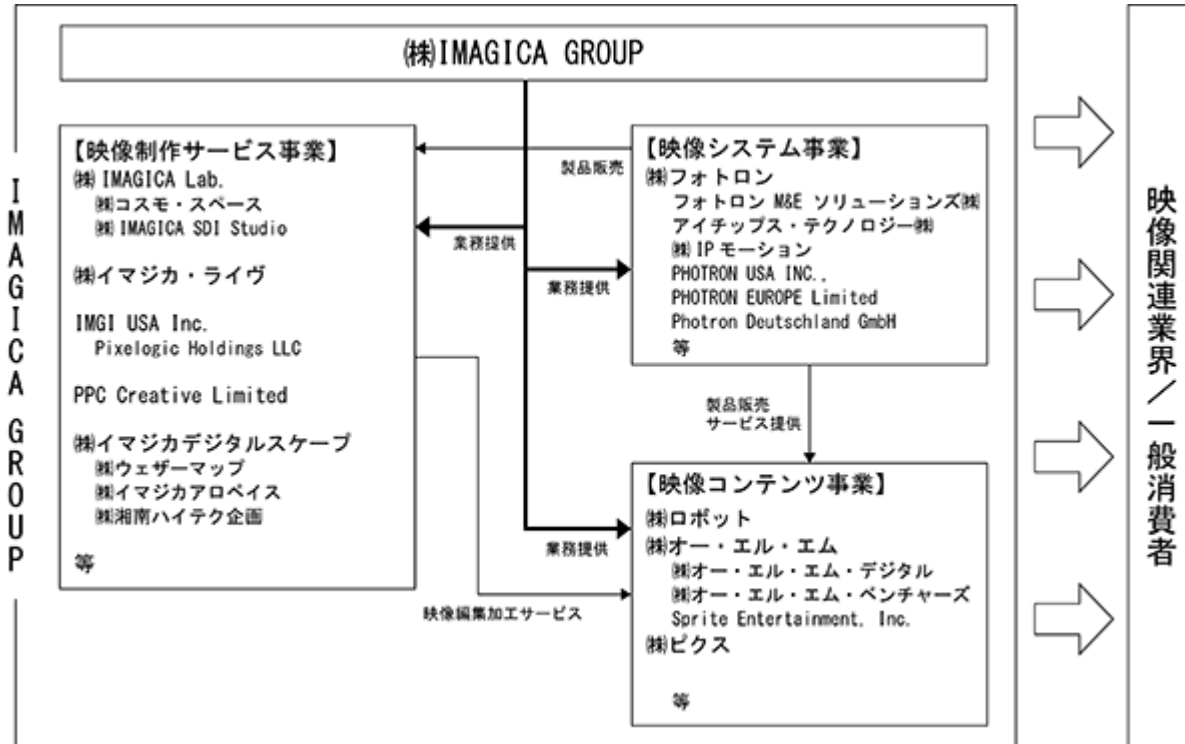 ㈱IMAGICA GROUP
IMAGICA GROUP
【映像制作サービス事業】
㈱IMAGICA Lab.
㈱コスモ・スペース
㈱IMAGICA SDI Studio
㈱イマジカ・ライヴ
IMGI USA Inc.
Pixelogic Holdings LLC
PPC Creative Limited
㈱イマジカデジタルスケープ
㈱ウェザーマップ
㈱イマジカアロベイス
㈱湘南ハイテク企画
等
製品販売
業務提供
業務提供
【映像システム事業】
㈱フォトロン
フォトロン M&E ソリューションズ㈱
アイチップス・テクノロジー㈱
㈱IPモーション
PHOTRON USA INC.,
PHOTRON EUROPE Limited
Photron Deutschland GmbH
等
製品販売
サービス提供
業務提供
映像編集加工サービス
【映像コンテンツ事業】
㈱ロボット
㈱オー・エル・エム
㈱オー・エル・エム・デジタル
㈱オー・エル・エム・ベンチャーズ
Sprite Entertainment, Inc.
㈱ピクス
等
映像関連業界／一般消費者